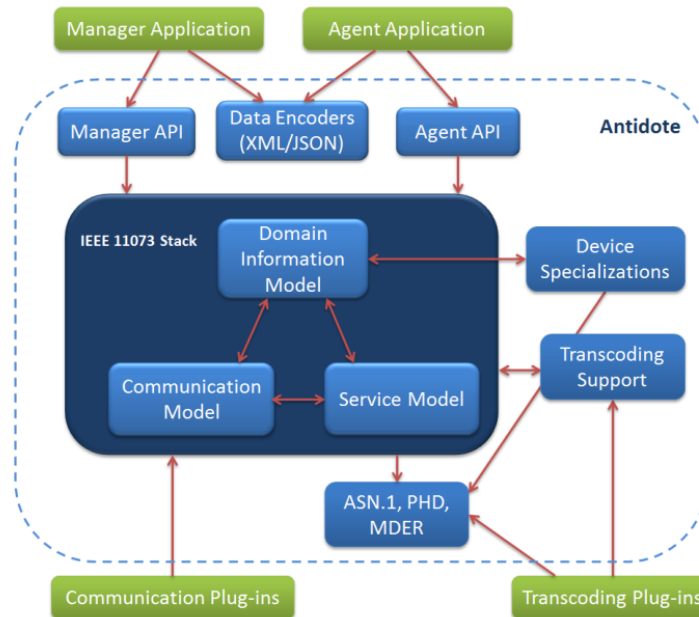 Manager Application
Agent Application
Manager API
Data Encoders
(XML/JSON)
Agent API
Antidote
IEEE 11073 Stack
Domain
Information
Model
Device
Specializations
Communication
Model
Service Model
Transcoding
Support
ASN.1, PHD,
MDER
Communication Plug-ins
Transcoding Plug-ins